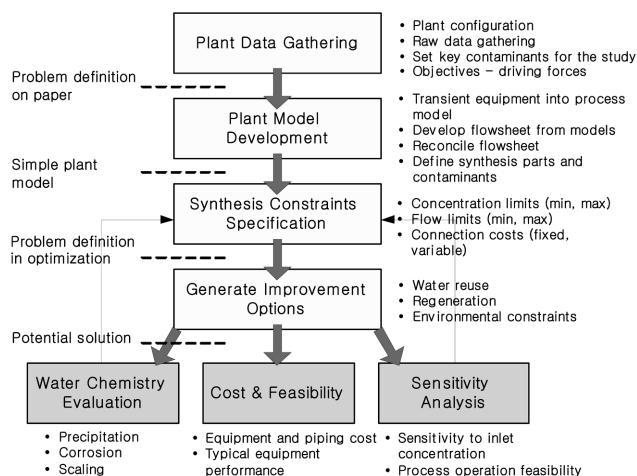 Plant Data Gathering
• Plant configuration
• Raw data gathering
• Set key contaminants for the study
• Objectives – driving forces
Problem definition
on paper
Plant Model
Development
• Transient equipment into process
model
• Develop flowsheet from models
• Reconcile flowsheet
• Define synthesis parts and
contaminants
Simple plant
model
Synthesis Constraints
Specification
• Concentration limits (min, max)
• Flow limits (min, max)
• Connection costs (fixed,
variable)
Problem definition
in optimization
Generate Improvement
Options
• Water reuse
• Regeneration
• Environmental constraints
Potential solution
Water Chemistry
Evaluation
• Precipitation
• Corrosion
• Scaling
Cost & Feasibility
• Equipment and piping cost
• Typical equipment
performance
Sensitivity
Analysis
• Sensitivity to inlet
concentration
• Process operation feasibility